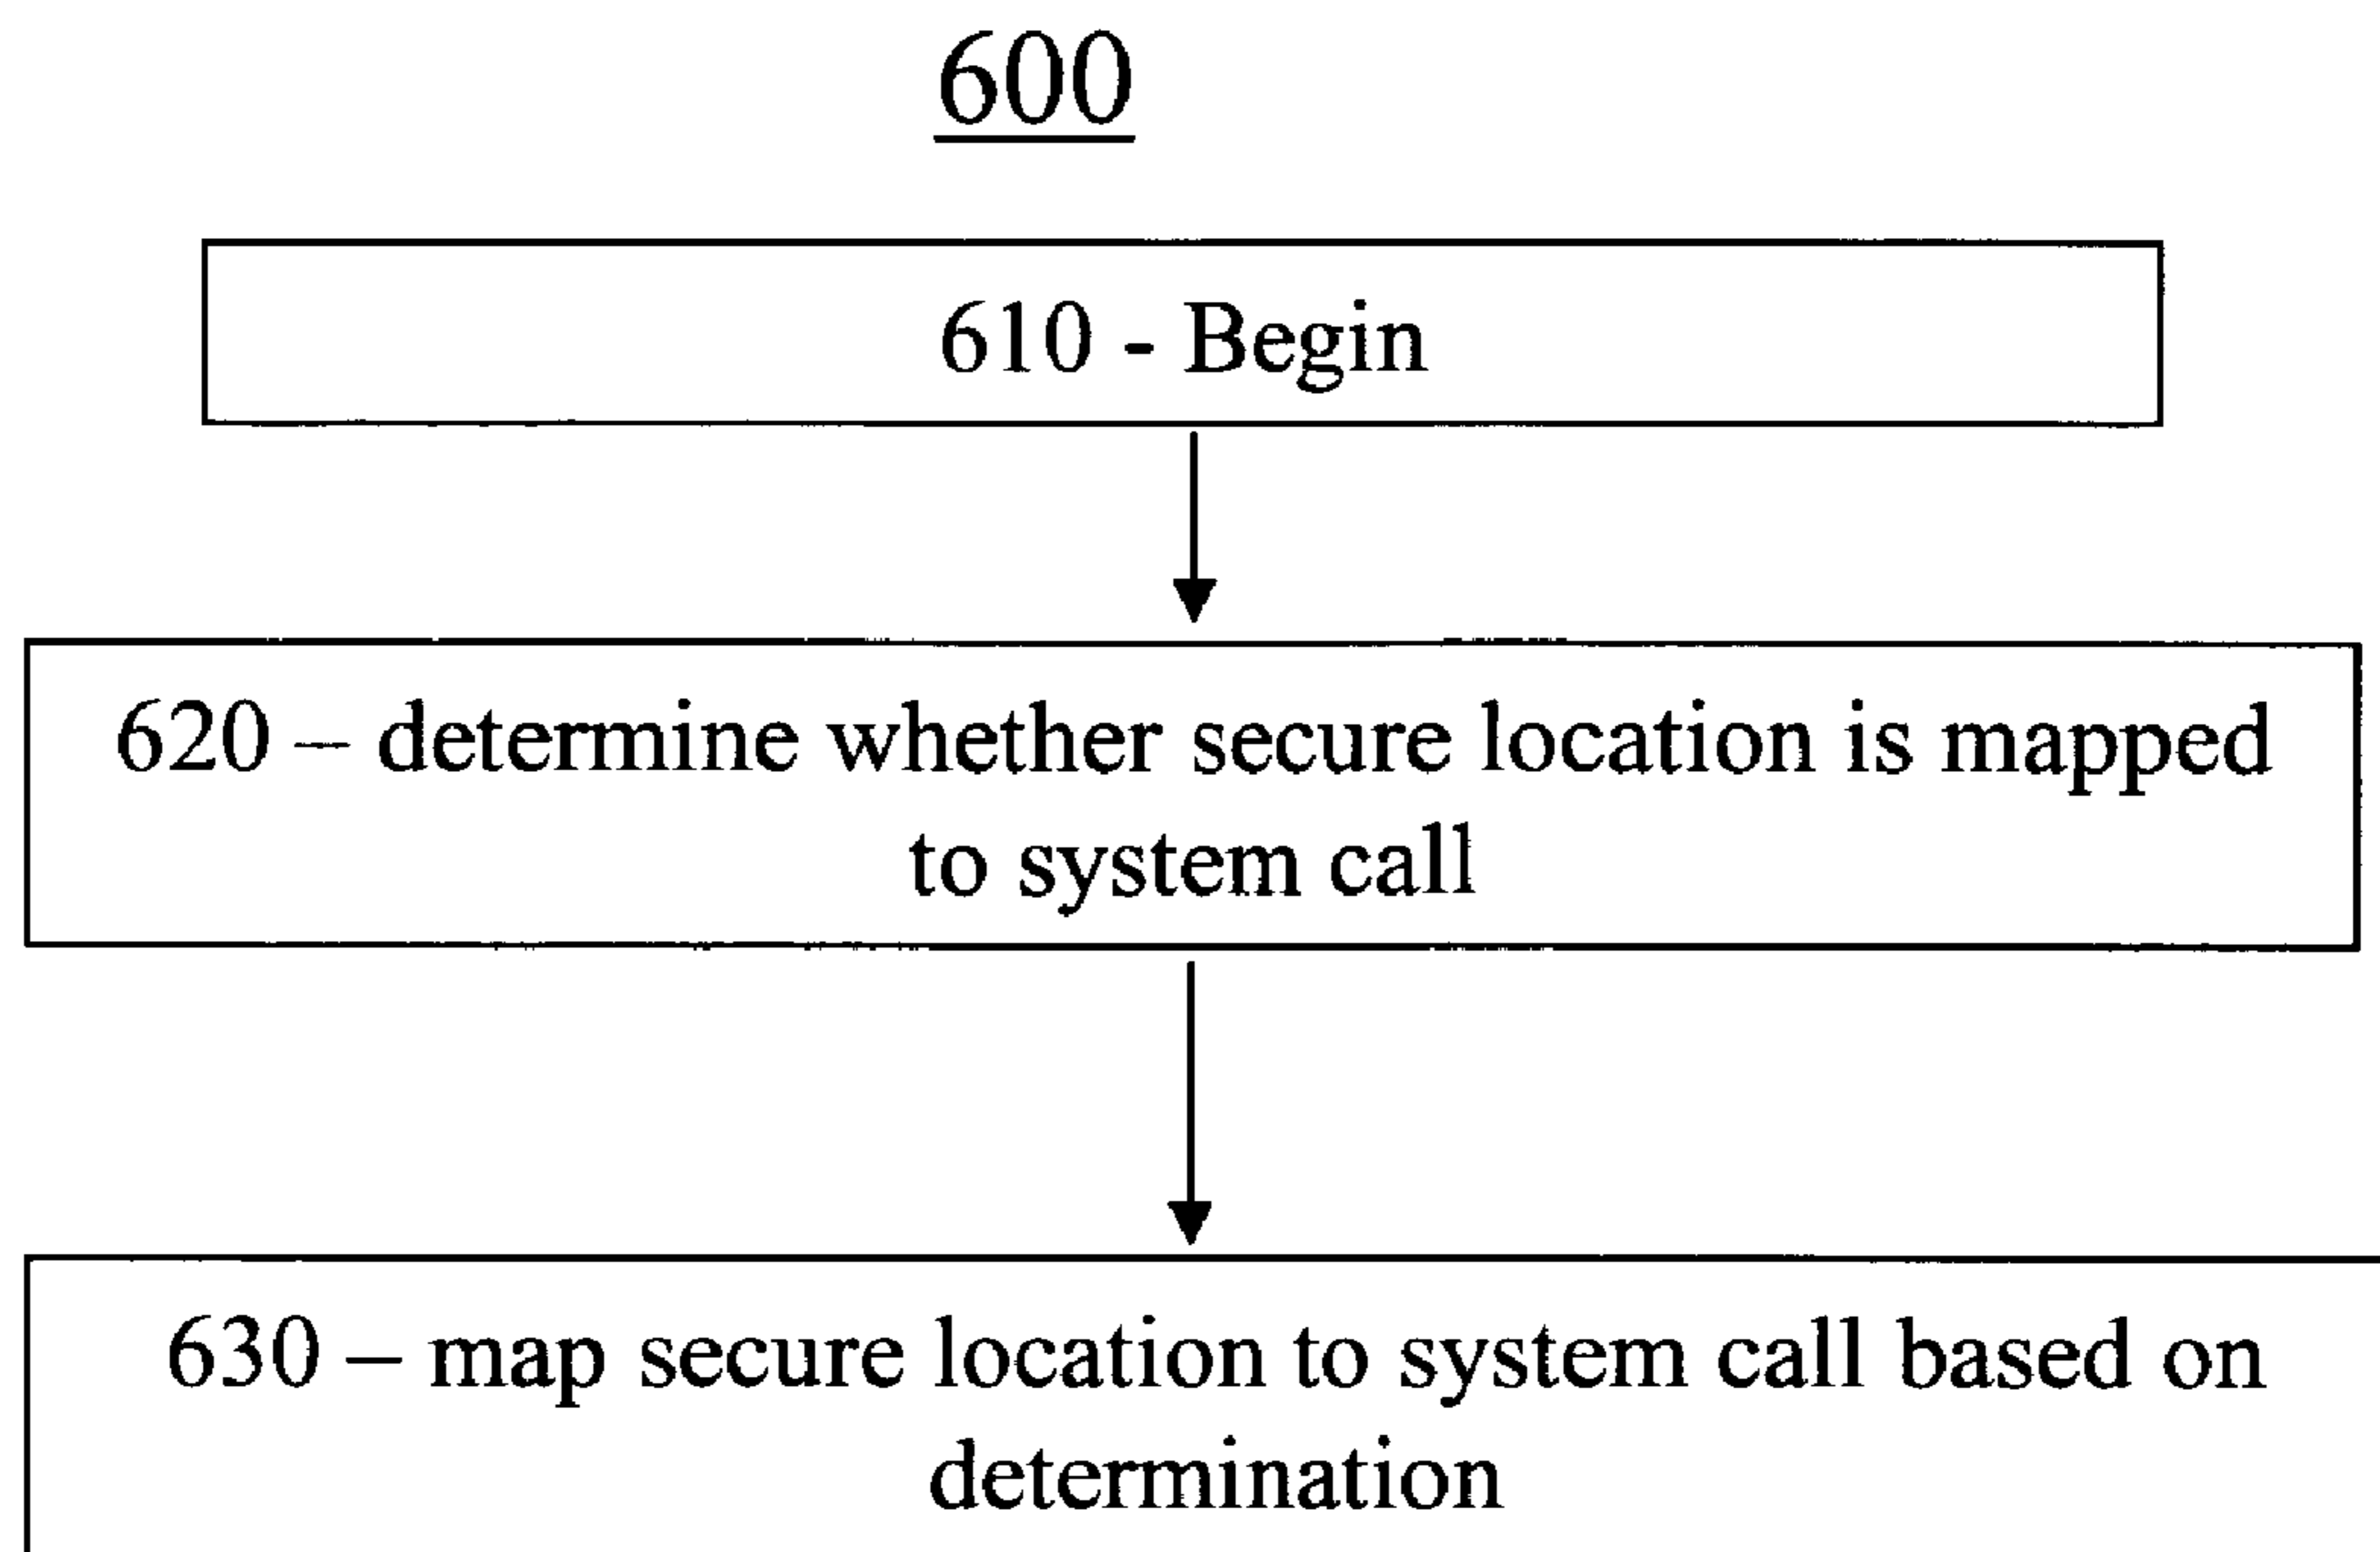 600
610 - Begin
620 – determine whether secure location is mapped
to system call
630 – map secure location to system call based on
determination